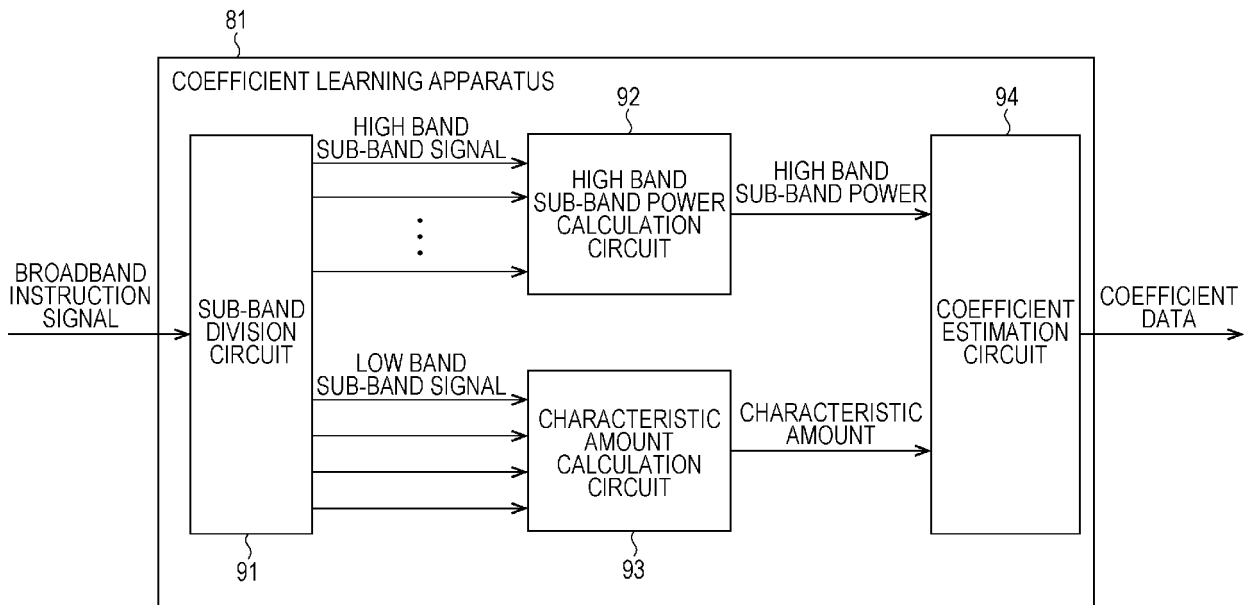 81
COEFFICIENT LEARNING APPARATUS
BROADBAND
INSTRUCTION
SIGNAL
SUB-BAND
DIVISION
CIRCUIT
91
HIGH BAND
SUB-BAND SIGNAL
LOW BAND
SUB-BAND SIGNAL
92
HIGH BAND
SUB-BAND POWER
CALCULATION
CIRCUIT
CHARACTERISTIC
AMOUNT
CALCULATION
CIRCUIT
93
HIGH BAND
SUB-BAND POWER
CHARACTERISTIC
AMOUNT
94
COEFFICIENT
ESTIMATION
CIRCUIT
COEFFICIENT
DATA